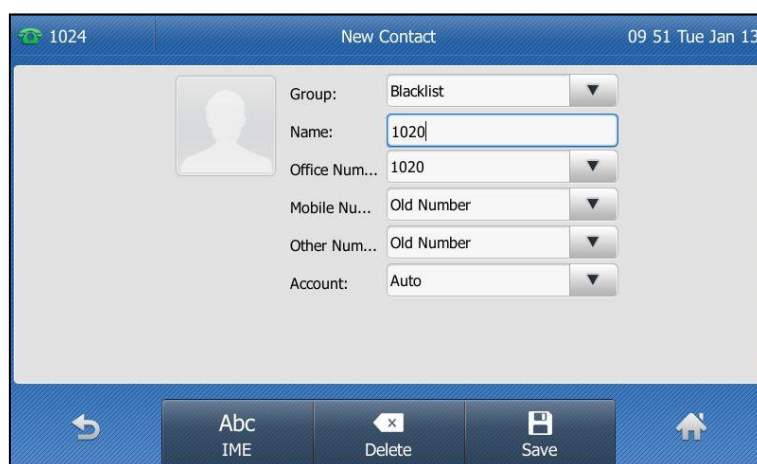 1024 New Contact 09 51 Tue Jan 13
Group: Blacklist
Name: 1020
Office Num... 1020
Mobile Nu... Old Number
Other Num... Old Number
Account: Auto
Abc
IME Delete Save